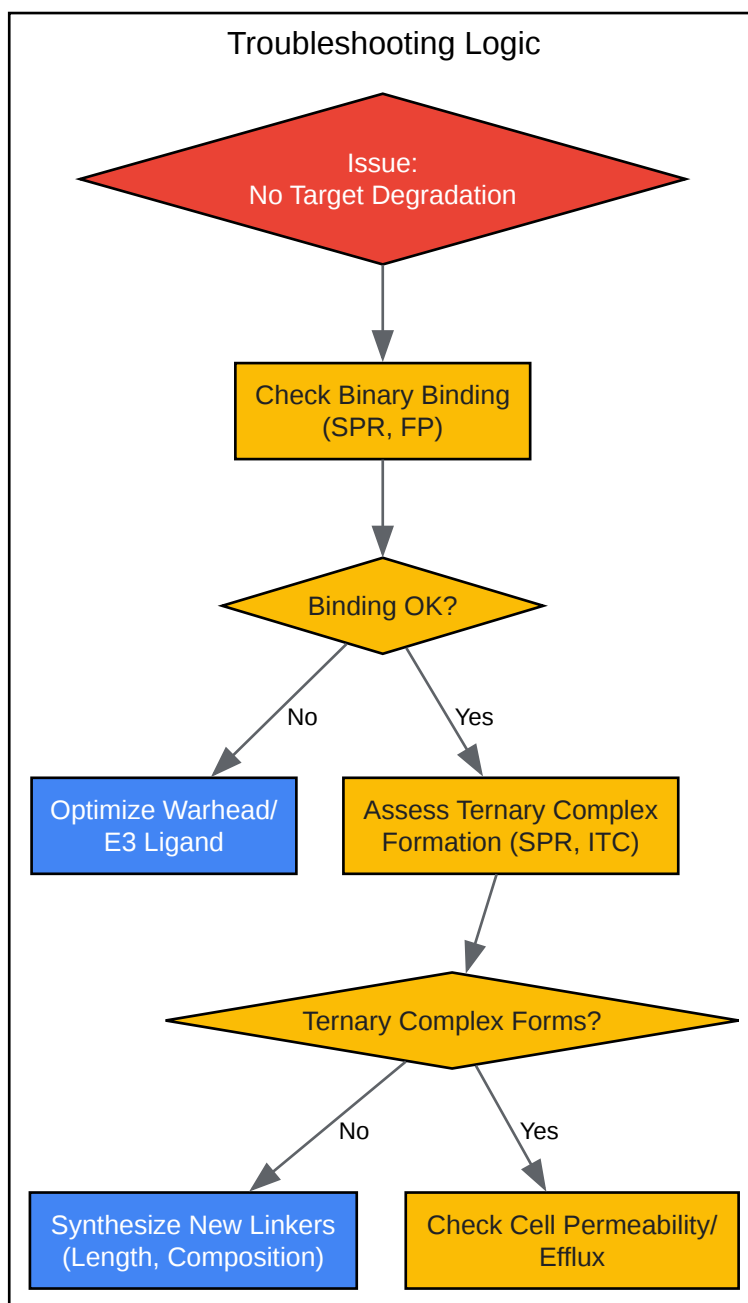 Troubleshooting Logic
Issue:
No Target Degradation
Check Binary Binding
(SPR, FP)
Binding OK?
No
Yes
Optimize Warhead/
E3 Ligand
Assess Ternary Complex
Formation (SPR, ITC)
Ternary Complex Forms?
No
Yes
Synthesize New Linkers
(Length, Composition)
Check Cell Permeability/
Efflux